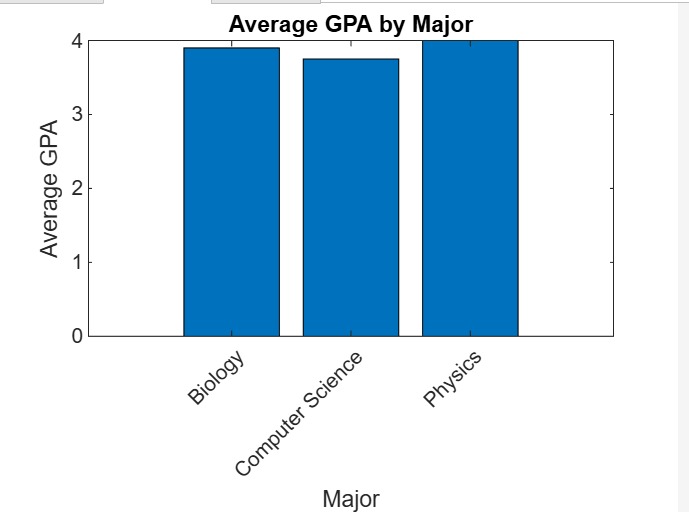 Average GPA by Major
4
3
2
1
0
Average GPA
Biology
Computer Science
Physics
Major